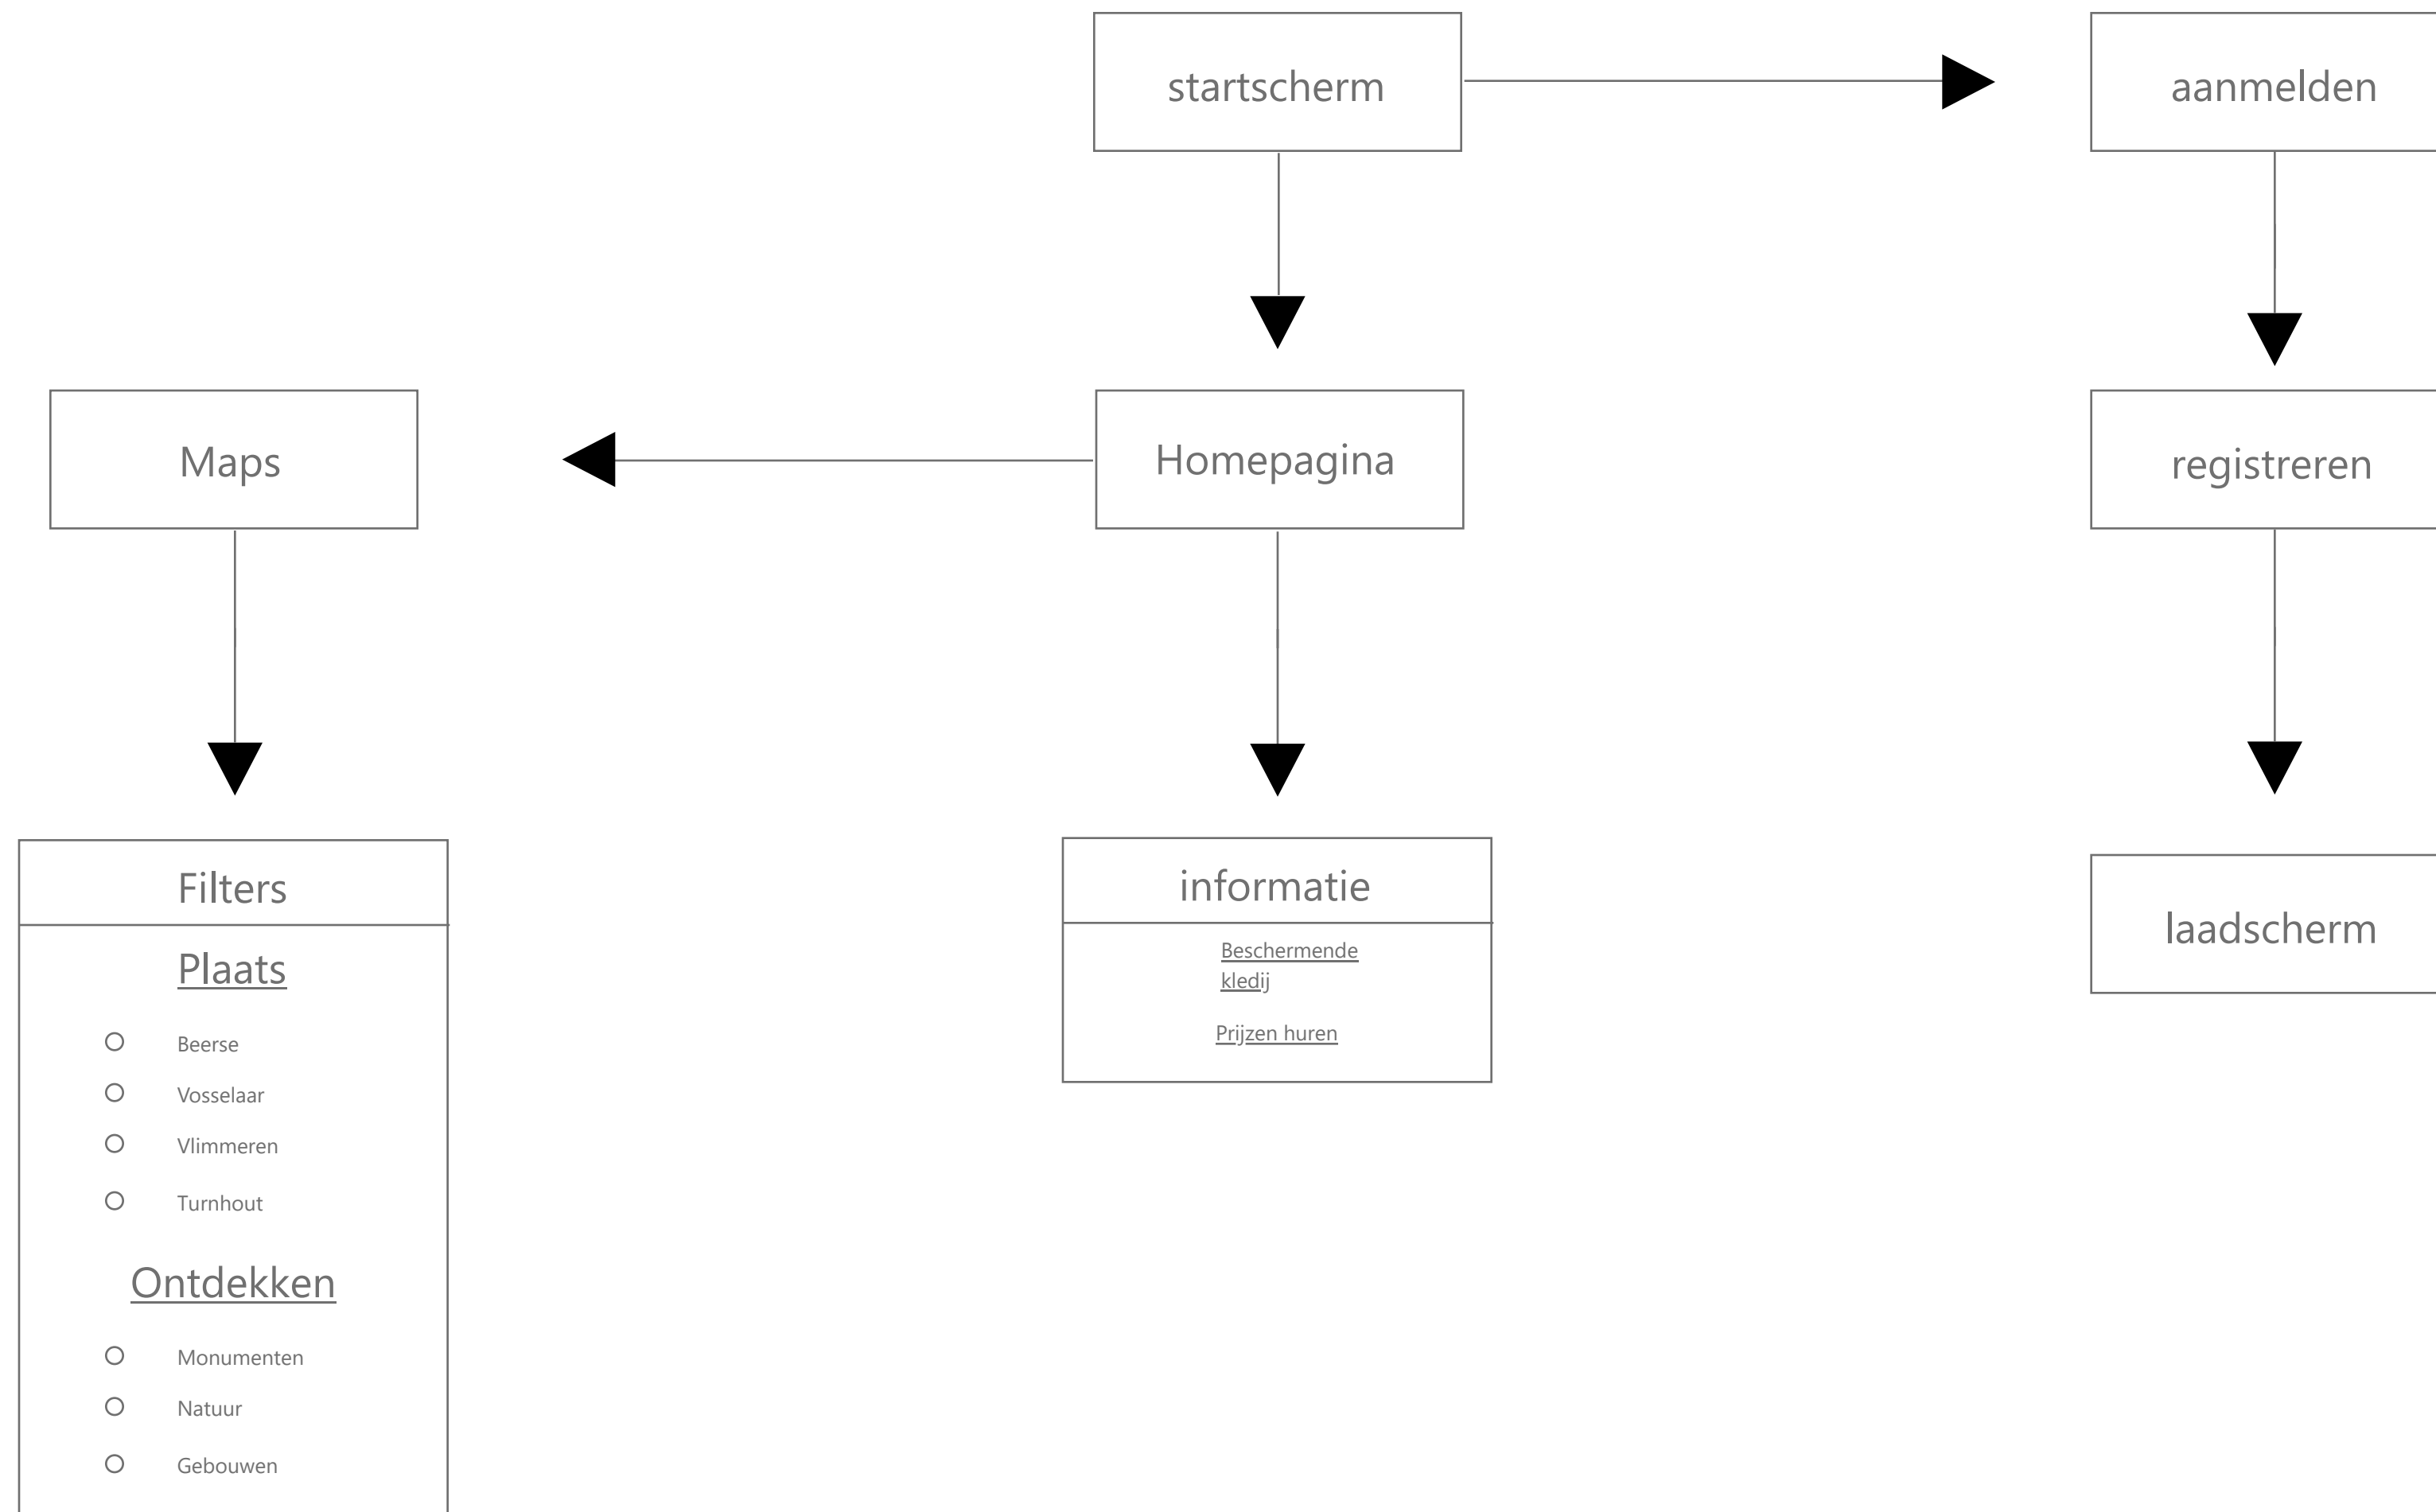 startscherm
aanmelden
Maps
Homepagina
registreren
Filters
Plaats
Beerse
Vosselaar
Vlimmeren
Turnhout
Ontdekken
Monumenten
Natuur
Gebouwen
informatie
Beschermende
kledij
Prijzen huren
laadscherm